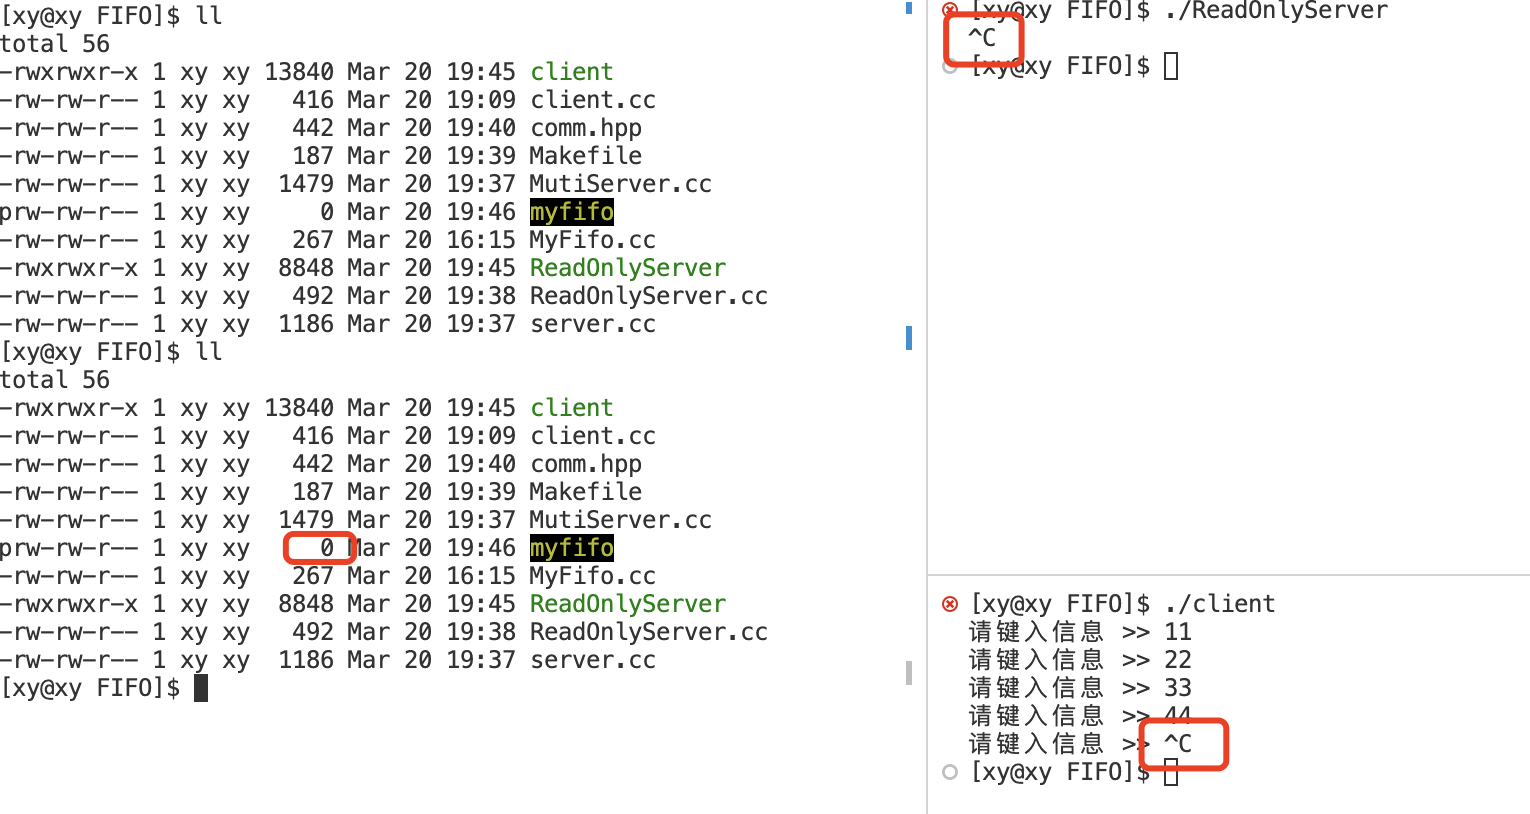 [xy@xy FIFO]$ ll
total 56
-rwxrwxr-x 1 xy xy 13840 Mar 20 19:45 client
-rw-rw-r-- 1 xy xy   416 Mar 20 19:09 client.cc
-rw-rw-r-- 1 xy xy   442 Mar 20 19:40 comm.hpp
-rw-rw-r-- 1 xy xy   187 Mar 20 19:39 Makefile
-rw-rw-r-- 1 xy xy  1479 Mar 20 19:37 MutiServer.cc
prw-rw-r-- 1 xy xy     0 Mar 20 19:46 myfifo
-rw-rw-r-- 1 xy xy   267 Mar 20 16:15 MyFifo.cc
-rwxrwxr-x 1 xy xy  8848 Mar 20 19:45 ReadOnlyServer
-rw-rw-r-- 1 xy xy   492 Mar 20 19:38 ReadOnlyServer.cc
-rw-rw-r-- 1 xy xy  1186 Mar 20 19:37 server.cc
[xy@xy FIFO]$ ll
total 56
-rwxrwxr-x 1 xy xy 13840 Mar 20 19:45 client
-rw-rw-r-- 1 xy xy   416 Mar 20 19:09 client.cc
-rw-rw-r-- 1 xy xy   442 Mar 20 19:40 comm.hpp
-rw-rw-r-- 1 xy xy   187 Mar 20 19:39 Makefile
-rw-rw-r-- 1 xy xy  1479 Mar 20 19:37 MutiServer.cc
prw-rw-r-- 1 xy xy     0 Mar 20 19:46 myfifo
-rw-rw-r-- 1 xy xy   267 Mar 20 16:15 MyFifo.cc
-rwxrwxr-x 1 xy xy  8848 Mar 20 19:45 ReadOnlyServer
-rw-rw-r-- 1 xy xy   492 Mar 20 19:38 ReadOnlyServer.cc
-rw-rw-r-- 1 xy xy  1186 Mar 20 19:37 server.cc
[xy@xy FIFO]$
[xy@xy FIFO]$ ./ReadOnlyServer
^C
[xy@xy FIFO]$
[xy@xy FIFO]$ ./client
请键入信息 >> 11
请键入信息 >> 22
请键入信息 >> 33
请键入信息 >> 44
请键入信息 >> ^C
[xy@xy FIFO]$